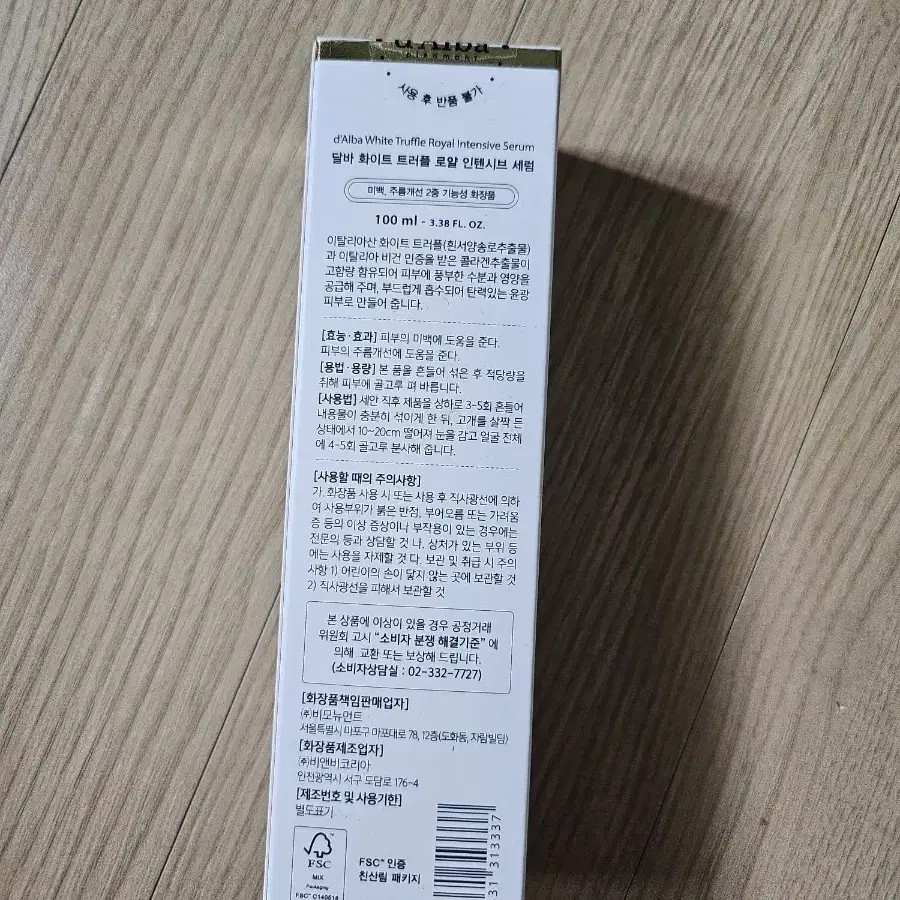 d'Alba
piedmont
사용 후 반품 불가
d'Alba White Truffle Royal Intensive Serum
달바 화이트 트러플 로얄 인텐시브 세럼
미백, 주름개선 2중 기능성 화장품
100 ml - 3.38 FL. OZ.
이탈리아산 화이트 트러플(흰서양송로추출물)
과 이탈리아 비건 인증을 받은 콜라겐추출물이
고함량 함유되어 피부에 풍부한 수분과 영양을
공급해 주며, 부드럽게 흡수되어 탄력있는 윤광
피부로 만들어 줍니다.
[효능·효과] 피부의 미백에 도움을 준다.
피부의 주름개선에 도움을 준다.
[용법·용량] 본 품을 흔들어 섞은 후 적당량을
취해 피부에 골고루 펴 바릅니다.
[사용법] 세안 직후 제품을 상하로 3-5회 흔들어
내용물이 충분히 섞이게 한 뒤, 고개를 살짝 든
상태에서 10~20cm 떨어져 눈을 감고 얼굴 전체
에 4-5회 골고루 분사해 줍니다.
[사용할 때의 주의사항]
가. 화장품 사용 시 또는 사용 후 직사광선에 의하
여 사용부위가 붉은 반점, 부어오름 또는 가려움
증 등의 이상 증상이나 부작용이 있는 경우에는
전문의 등과 상담할 것 나. 상처가 있는 부위 등
에는 사용을 자제할 것 다. 보관 및 취급 시 주의
사항 1) 어린이의 손이 닿지 않는 곳에 보관할 것
2) 직사광선을 피해서 보관할 것
본 상품에 이상이 있을 경우 공정거래
위원회 고시 "소비자 분쟁 해결기준" 에
의해 교환 또는 보상해 드립니다.
(소비자상담실 : 02-332-7727)
[화장품책임판매업자]
㈜비모뉴먼트
서울특별시 마포구 마포대로 78, 12층(도화동, 자람빌딩)
[화장품제조업자]
㈜비앤비코리아
인천광역시 서구 도담로 176-4
[제조번호 및 사용기한]
별도표기
FSC
MIX
Packaging
FSC™ C140618
FSC™ 인증
친산림 패키지
31 313337